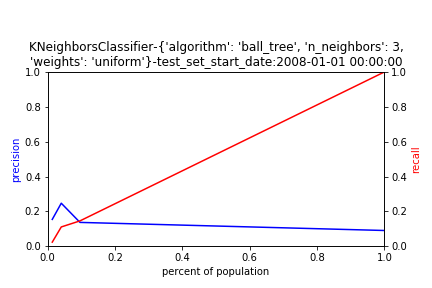 KNeighborsClassifier-{'algorithm': 'ball_tree', 'n_neighbors': 3,
'weights': 'uniform'}-test_set_start_date:2008-01-01 00:00:00
1.0
0.8
0.6
0.4
0.2
0.0
precision
1.0
0.8
0.6
0.4
0.2
0.0
recall
0.0 0.2 0.4 0.6 0.8 1.0
percent of population